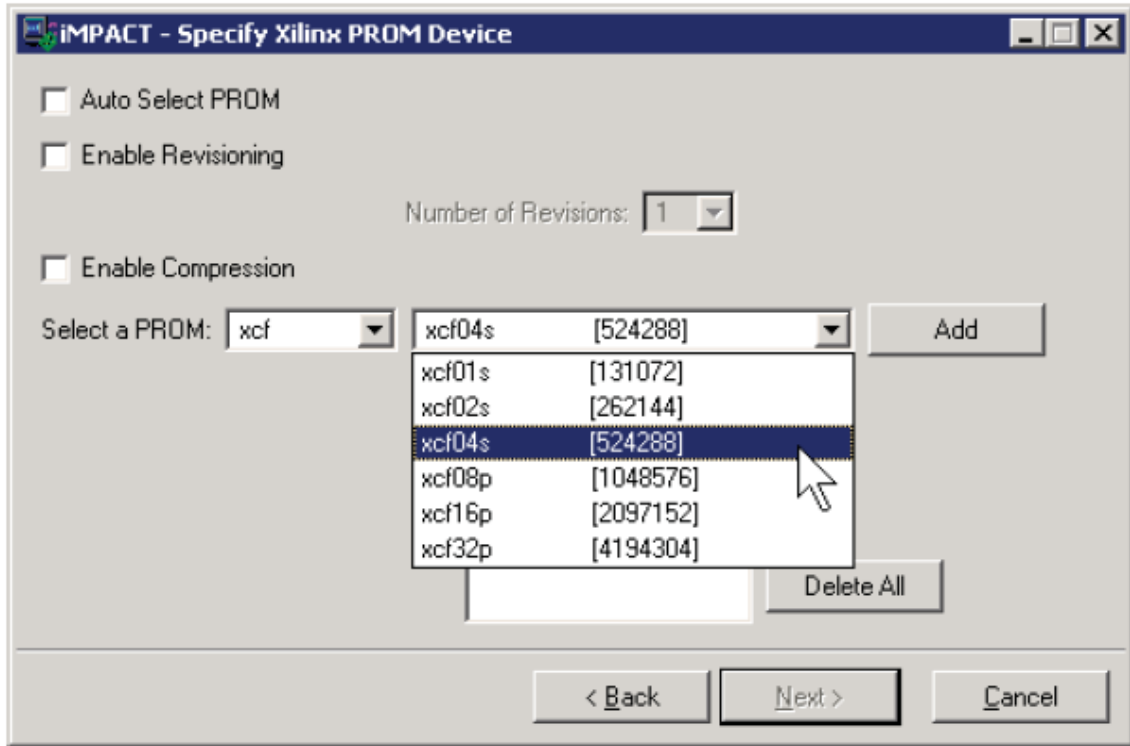 iMPACT - Specify Xilinx PROM Device
Auto Select PROM
Enable Revisioning
Number of Revisions: 1
Enable Compression
Select a PROM: xcf xcf04s [524288] Add
xcf01s [131072]
xcf02s [262144]
xcf04s [524288]
xcf08p [1048576]
xcf16p [2097152]
xcf32p [4194304]
Delete All
< Back Next > Cancel